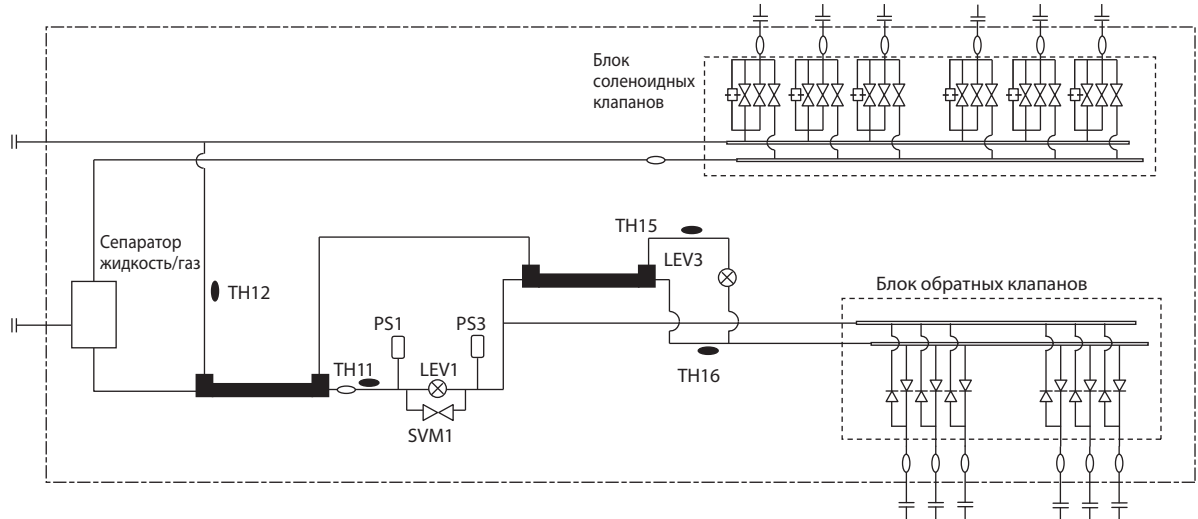 Блок
соленоидных
клапанов
Сепаратор
жидкость/газ
TH12
TH15
LEV3
Блок обратных клапанов
PS1
PS3
TH11
LEV1
TH16
SVM1